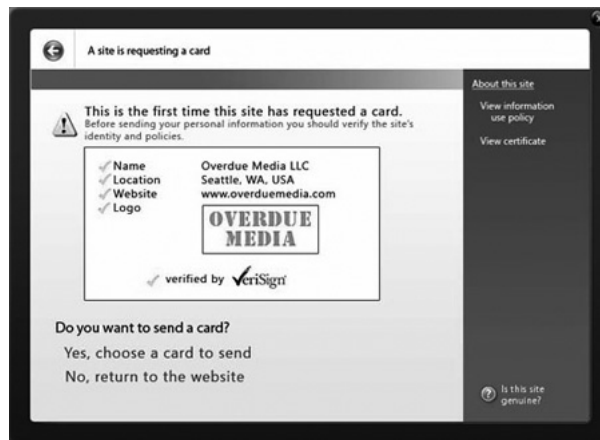 A site is requesting a card
About this site
View information
use policy
View certificate
This is the first time this site has requested a card.
Before sending your personal information you should verify the site's
identity and policies.
Name Overdue Media LLC
Location Seattle, WA, USA
Website www.overduemedia.com
Logo
OVERDUE
MEDIA
verified by VeriSign
Do you want to send a card?
Yes, choose a card to send
No, return to the website
? Is this site
genuine?